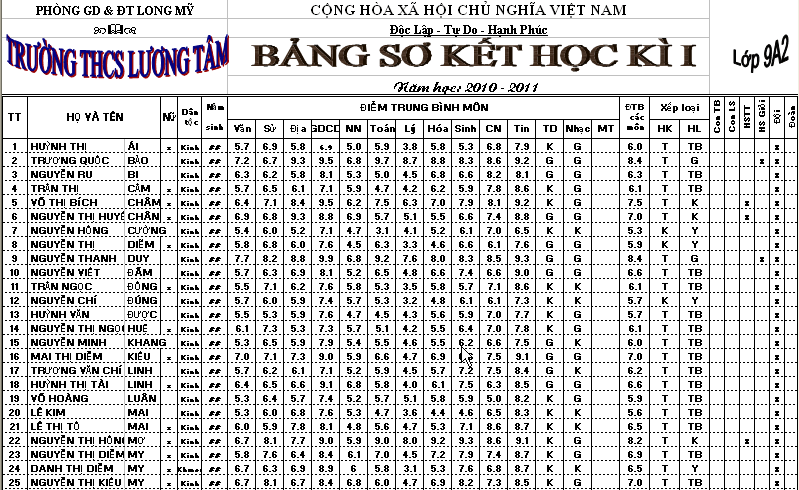 PHÒNG GD & ĐT LONG MỸ
CỘNG HÒA XÃ HỘI CHỦ NGHĨA VIỆT NAM
Độc Lập - Tự Do - Hạnh Phúc
TRƯỜNG THCS LƯƠNG TÂM
BẢNG SƠ KẾT HỌC KÌ I
Lớp 9A2
Năm học: 2010 - 2011
TT HỌ VÀ TÊN Nữ Dân tộc Năm sinh ĐIỂM TRUNG BÌNH MÔN ĐTB các môn Xếp loại Con TB Con LS HSTT HS Giỏi Đội Đoàn
Văn Sử Địa GDCD NN Toán Lý Hóa Sinh CN Tin TD Nhạc MT HK HL
1 HUỲNH THỊ ÁI x Kinh ## 5.7 6.9 5.8 6.9 5.0 5.9 3.8 5.8 5.3 6.8 7.9 K G 6.0 T TB x
2 TRƯƠNG QUỐC BẢO Kinh ## 7.2 6.7 9.3 9.5 6.8 9.7 8.7 8.8 8.3 8.6 9.2 G G 8.4 T G x x
3 NGUYỄN RU BI Kinh ## 6.3 6.2 5.8 8.1 5.3 5.0 4.5 6.8 6.6 8.2 8.1 G G 6.3 T TB x
4 TRẦN THỊ CẨM x Kinh ## 5.7 6.5 6.1 7.1 5.9 4.7 4.2 6.2 5.9 7.8 8.6 G G 6.1 T TB x
5 VÕ THỊ BÍCH CHÂM x Kinh ## 6.4 7.1 8.4 9.5 6.2 7.3 6.0 7.0 7.9 8.1 9.2 K G 7.5 T K x x
6 NGUYỄN THỊ HUYỀ CHÂN x Kinh ## 6.9 6.8 9.3 8.8 6.9 5.7 5.1 5.5 6.6 7.4 8.8 G G 7.0 T K x x
7 NGUYỄN HỒNG CƯỜNG Kinh ## 5.4 6.0 5.2 7.1 4.7 3.1 4.1 5.2 6.1 7.0 6.5 K K 5.3 K Y x
8 NGUYỄN THỊ DIỄM x Kinh ## 5.8 6.8 6.0 7.6 4.5 6.3 3.3 4.6 6.6 6.1 7.6 G G 5.9 K Y x
9 NGUYỄN THANH DUY Kinh ## 7.7 8.2 8.8 9.9 6.8 9.2 7.6 8.0 8.3 8.5 9.3 G G 8.4 T G x x
10 NGUYỄN VIẾT ĐẦM Kinh ## 5.7 6.3 6.9 8.1 5.2 6.5 4.8 6.6 7.4 6.6 9.0 G G 6.6 T TB x
11 TRẦN NGỌC ĐÔNG x Kinh ## 5.5 7.1 6.2 7.6 5.8 5.3 3.5 5.0 6.6 7.2 7.2 K K 6.1 T TB x
12 NGUYỄN CHÍ ĐÚNG Kinh ## 5.7 6.0 5.9 7.4 5.7 5.3 3.2 4.8 6.1 6.1 7.3 K G 5.7 K Y x
13 HUỲNH VĂN ĐƯỢC Kinh ## 5.5 5.9 5.7 7.6 4.7 4.5 4.3 5.6 5.9 7.0 7.7 K G 5.9 T TB x
14 NGUYỄN THỊ NGỌC HUỆ x Kinh ## 6.1 7.3 5.3 7.3 5.7 5.1 4.2 5.5 6.4 7.0 7.8 K G 6.1 T TB x
15 NGUYỄN MINH KHANG Kinh ## 5.3 6.5 5.9 7.9 5.4 5.5 4.6 5.5 6.2 6.6 7.5 G K 6.0 T TB x
16 MAI THỊ DIỄM KIỀU x Kinh ## 7.0 7.1 7.3 9.0 5.9 6.6 4.7 6.9 7.5 9.1 G G 7.0 T TB x
17 TRƯƠNG VĂN CHÍ LINH Kinh ## 5.7 6.2 6.1 7.1 5.2 5.9 4.5 5.7 7.2 7.5 8.4 G K 6.2 T TB x
18 HUỲNH THỊ TÀI LINH x Kinh ## 6.4 6.5 6.6 9.1 6.8 5.8 4.0 6.1 7.5 6.3 8.5 G G 6.6 T TB x
19 VÕ HOÀNG LUÂN Kinh ## 5.3 6.4 5.7 7.4 5.2 5.7 5.1 5.8 5.9 5.0 8.2 K G 5.9 T TB x
20 LÊ KIM MAI Kinh ## 5.7 6.0 6.8 7.6 5.3 4.7 3.6 4.4 4.6 6.5 8.3 K G 5.6 T TB x
21 LÊ THỊ TỐ MAI x Kinh ## 6.0 5.9 7.8 8.1 4.8 5.6 4.7 5.3 7.1 8.6 8.7 K G 6.5 T TB x
22 NGUYỄN THỊ HỒNG MƠ x Kinh ## 6.7 8.1 7.7 9.0 5.9 9.0 8.0 9.2 9.3 8.6 9.1 K G 8.2 T K x x
23 NGUYỄN THỊ DIỄM MY x Kinh ## 5.8 7.6 6.4 8.4 6.1 7.0 4.5 7.2 7.9 7.4 8.7 K G 6.9 T TB x
24 DANH THỊ DIỄM MY x Khmer ## 6.7 6.3 6.9 8.9 6 5.8 3.1 5.3 7.6 6.8 8.7 K K 6.5 T Y x
25 NGUYỄN THỊ KIỀU MY x Kinh ## 6.7 8.1 6.7 8.4 6.8 6.0 4.7 6.9 8.2 7.3 8.5 K G 7.0 T TB x